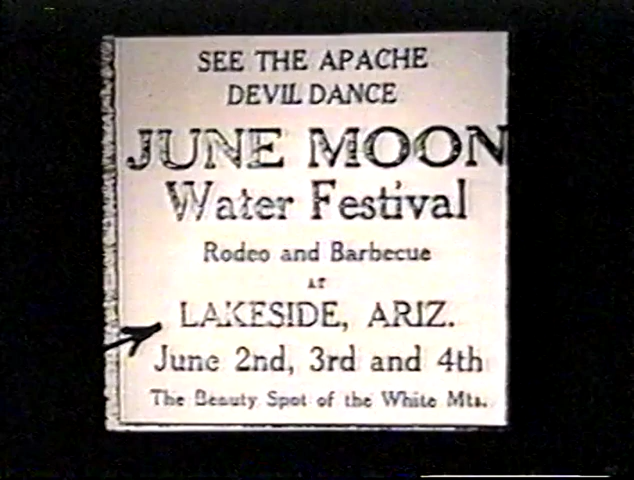 SEE THE APACHE
DEVIL DANCE
JUNE MOON
Water Festival
Rodeo and Barbecue
AT
LAKESIDE, ARIZ.
June 2nd, 3rd and 4th
The Beauty Spot of the White Mts.